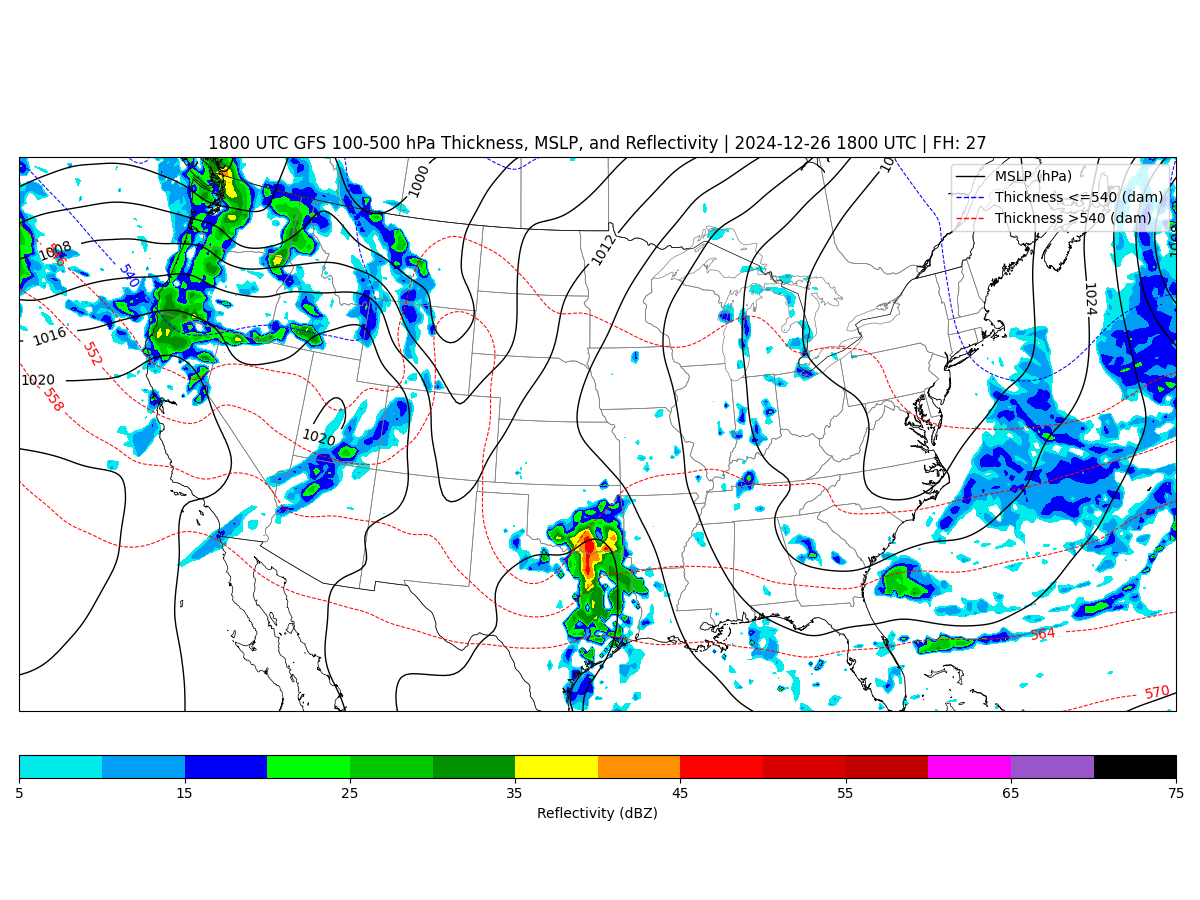 1800 UTC GFS 100-500 hPa Thickness, MSLP, and Reflectivity | 2024-12-26 1800 UTC | FH: 27
MSLP (hPa)
Thickness <=540 (dam)
Thickness >540 (dam)
1000
1008
540
1012
1024
1016
552
1020
558
1020
564
570
5 15 25 35 45 55 65 75
Reflectivity (dBZ)